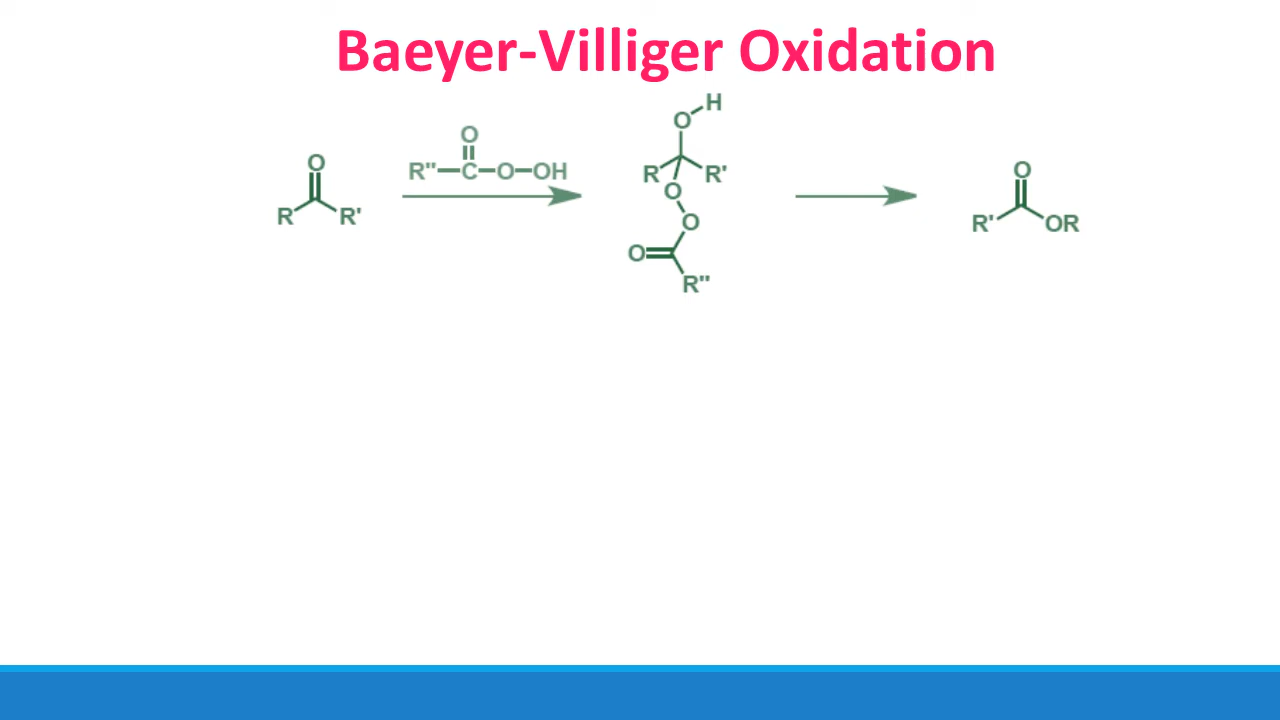 Baeyer-Villiger Oxidation
O
R R'
O
R" C O OH
H
O
R R'
O
O
O
R"
O
R' OR